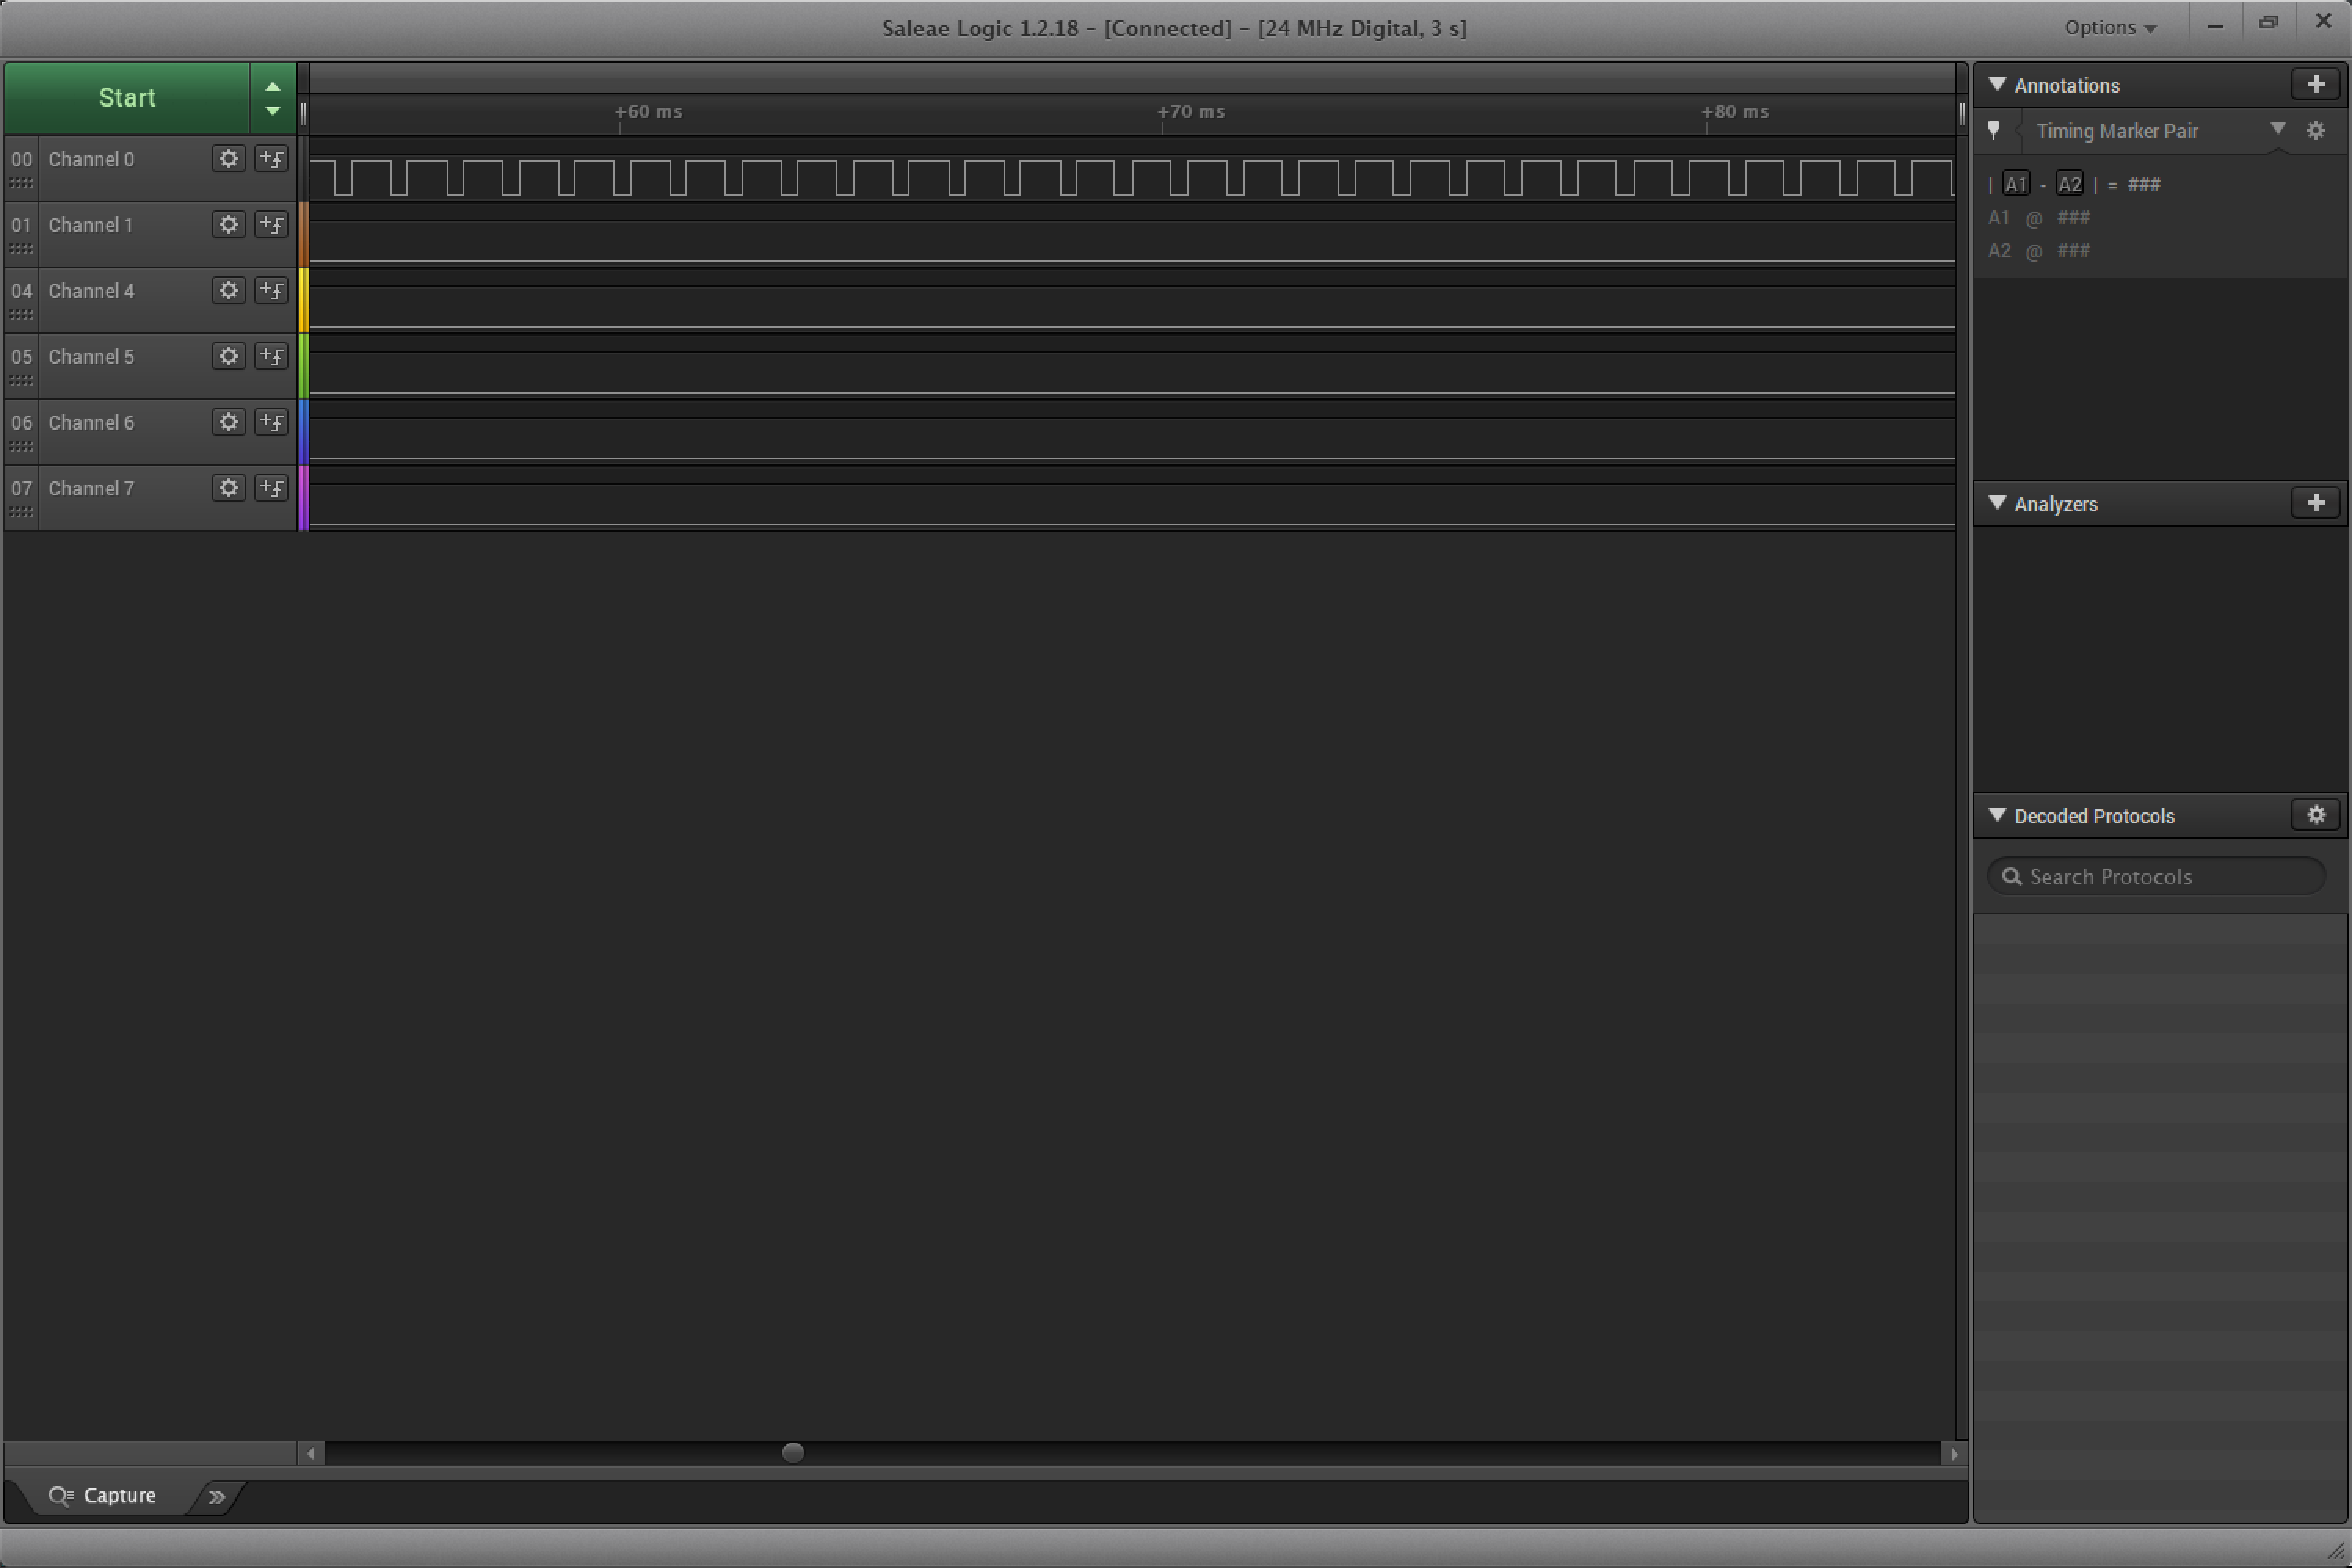 Saleae Logic 1.2.18 - [Connected] - [24 MHz Digital, 3 s]
Options
Start
+60 ms +70 ms +80 ms
00 Channel 0
01 Channel 1
04 Channel 4
05 Channel 5
06 Channel 6
07 Channel 7
Annotations
Timing Marker Pair
| A1 - A2 | = ###
A1 @ ###
A2 @ ###
Analyzers
Decoded Protocols
Search Protocols
Capture